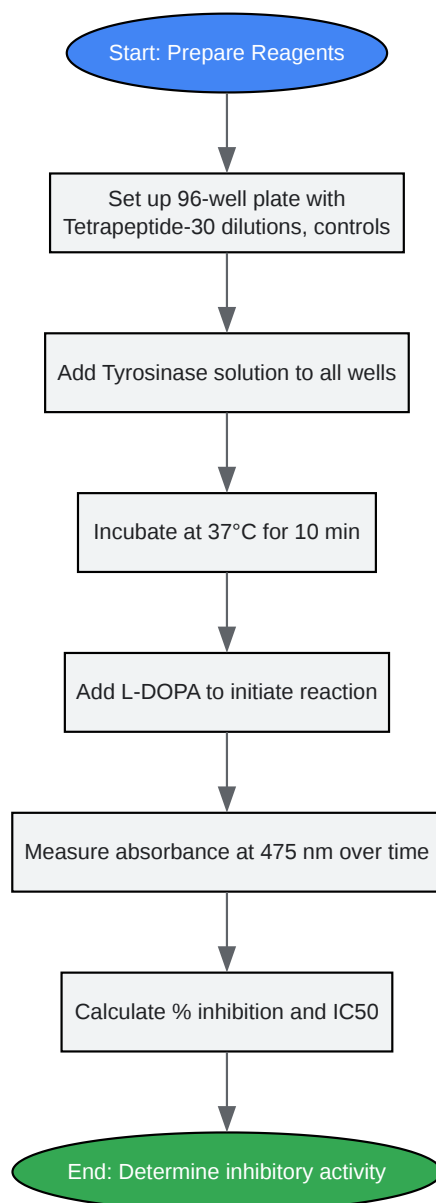 Start: Prepare Reagents
Set up 96-well plate with
Tetrapeptide-30 dilutions, controls
Add Tyrosinase solution to all wells
Incubate at 37°C for 10 min
Add L-DOPA to initiate reaction
Measure absorbance at 475 nm over time
Calculate % inhibition and IC50
End: Determine inhibitory activity